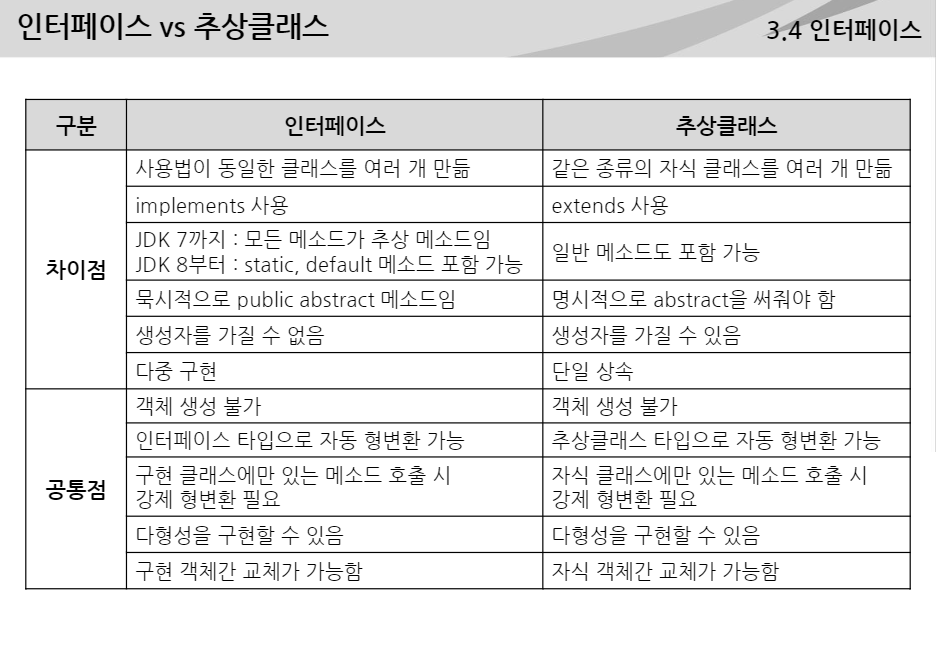 인터페이스 vs 추상클래스
3.4 인터페이스
구분 인터페이스 추상클래스
차이점
사용법이 동일한 클래스를 여러 개 만듦 같은 종류의 자식 클래스를 여러 개 만듦
implements 사용 extends 사용
JDK 7까지 : 모든 메소드가 추상 메소드임
JDK 8부터 : static, default 메소드 포함 가능
일반 메소드도 포함 가능
묵시적으로 public abstract 메소드임 명시적으로 abstract을 써줘야 함
생성자를 가질 수 없음 생성자를 가질 수 있음
다중 구현 단일 상속
공통점
객체 생성 불가 객체 생성 불가
인터페이스 타입으로 자동 형변환 가능 추상클래스 타입으로 자동 형변환 가능
구현 클래스에만 있는 메소드 호출 시
강제 형변환 필요
자식 클래스에만 있는 메소드 호출 시
강제 형변환 필요
다형성을 구현할 수 있음 다형성을 구현할 수 있음
구현 객체간 교체가 가능함 자식 객체간 교체가 가능함